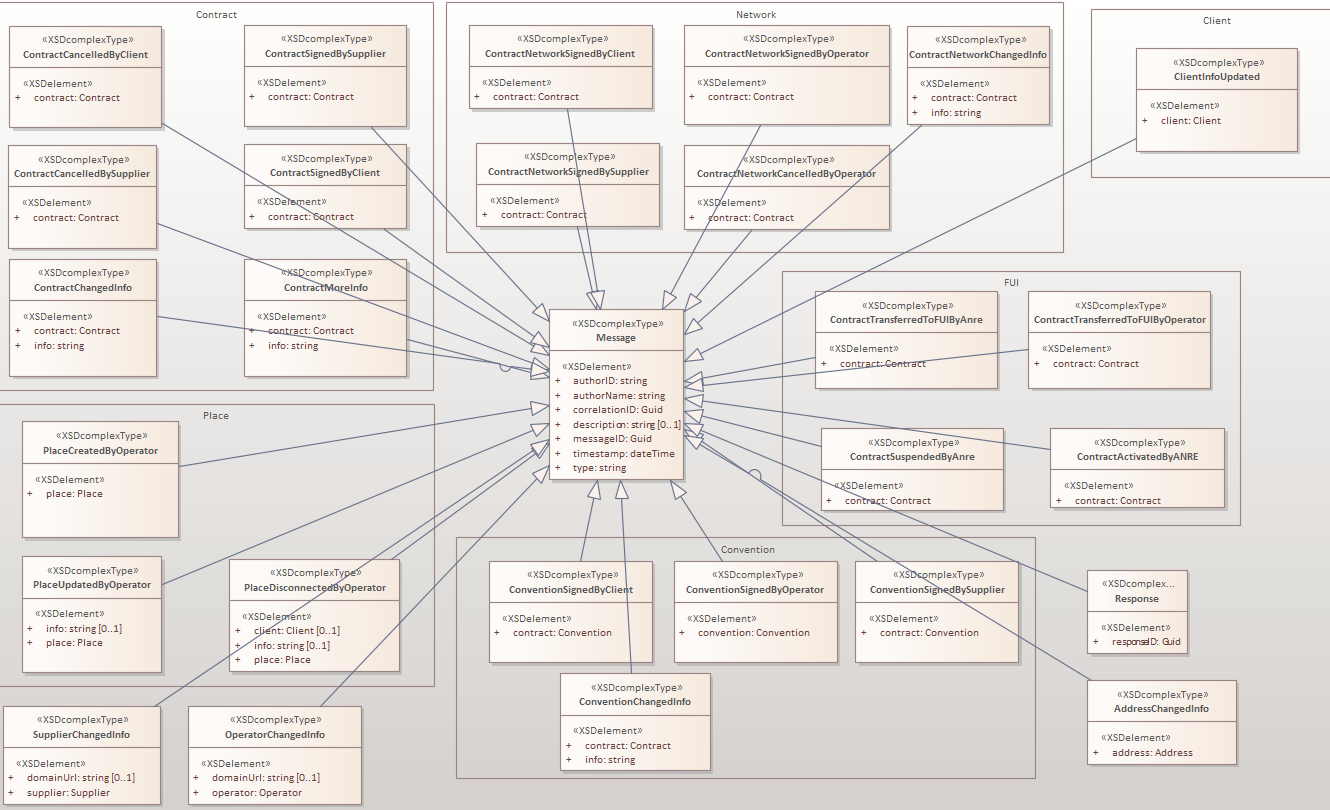 Contract
«XSDcomplexType»
ContractCancelledByClient
«XSDelement»
+ contract: Contract
«XSDcomplexType»
ContractSignedBySupplier
«XSDelement»
+ contract: Contract
«XSDcomplexType»
ContractCancelledBySupplier
«XSDelement»
+ contract: Contract
«XSDcomplexType»
ContractSignedByClient
«XSDelement»
+ contract: Contract
«XSDcomplexType»
ContractChangedInfo
«XSDelement»
+ contract: Contract
+ info: string
«XSDcomplexType»
ContractMoreInfo
«XSDelement»
+ contract: Contract
+ info: string
Network
«XSDcomplexType»
ContractNetworkSignedByClient
«XSDelement»
+ contract: Contract
«XSDcomplexType»
ContractNetworkSignedByOperator
«XSDelement»
+ contract: Contract
«XSDcomplexType»
ContractNetworkChangedInfo
«XSDelement»
+ contract: Contract
+ info: string
«XSDcomplexType»
ContractNetworkSignedBySupplier
«XSDelement»
+ contract: Contract
«XSDcomplexType»
ContractNetworkCancelledByOperator
«XSDelement»
+ contract: Contract
Client
«XSDcomplexType»
ClientInfoUpdated
«XSDelement»
+ client: Client
«XSDcomplexType»
Message
«XSDelement»
+ authorID: string
+ authorName: string
+ correlationID: Guid
+ description: string [0..1]
+ messageID: Guid
+ timestamp: dateTime
+ type: string
FUI
«XSDcomplexType»
ContractTransferredToFUIByAnre
«XSDelement»
+ contract: Contract
«XSDcomplexType»
ContractTransferredToFUIByOperator
«XSDelement»
+ contract: Contract
«XSDcomplexType»
ContractSuspendedByAnre
«XSDelement»
+ contract: Contract
«XSDcomplexType»
ContractActivatedByANRE
«XSDelement»
+ contract: Contract
Place
«XSDcomplexType»
PlaceCreatedByOperator
«XSDelement»
+ place: Place
«XSDcomplexType»
PlaceUpdatedByOperator
«XSDelement»
+ info: string [0..1]
+ place: Place
«XSDcomplexType»
PlaceDisconnectedByOperator
«XSDelement»
+ client: Client [0..1]
+ info: string [0..1]
+ place: Place
Convention
«XSDcomplexType»
ConventionSignedByClient
«XSDelement»
+ contract: Convention
«XSDcomplexType»
ConventionSignedByOperator
«XSDelement»
+ convention: Convention
«XSDcomplexType»
ConventionSignedBySupplier
«XSDelement»
+ contract: Convention
«XSDcomplexType»
ConventionChangedInfo
«XSDelement»
+ contract: Contract
+ info: string
«XSDcomplex...
Response
«XSDelement»
+ responseID: Guid
«XSDcomplexType»
AddressChangedInfo
«XSDelement»
+ address: Address
«XSDcomplexType»
SupplierChangedInfo
«XSDelement»
+ domainUrl: string [0..1]
+ supplier: Supplier
«XSDcomplexType»
OperatorChangedInfo
«XSDelement»
+ domainUrl: string [0..1]
+ operator: Operator